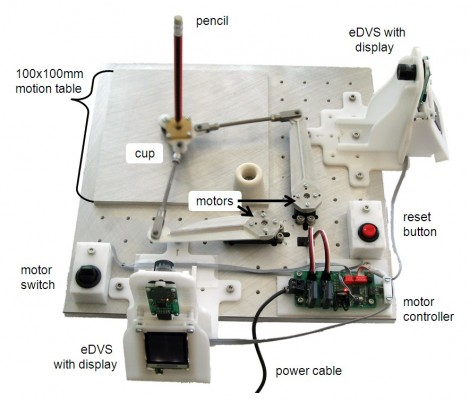 pencil
eDVS with
display
100x100mm
motion table
cup
motors
reset
button
motor
switch
motor
controller
eDVS
with display
power cable